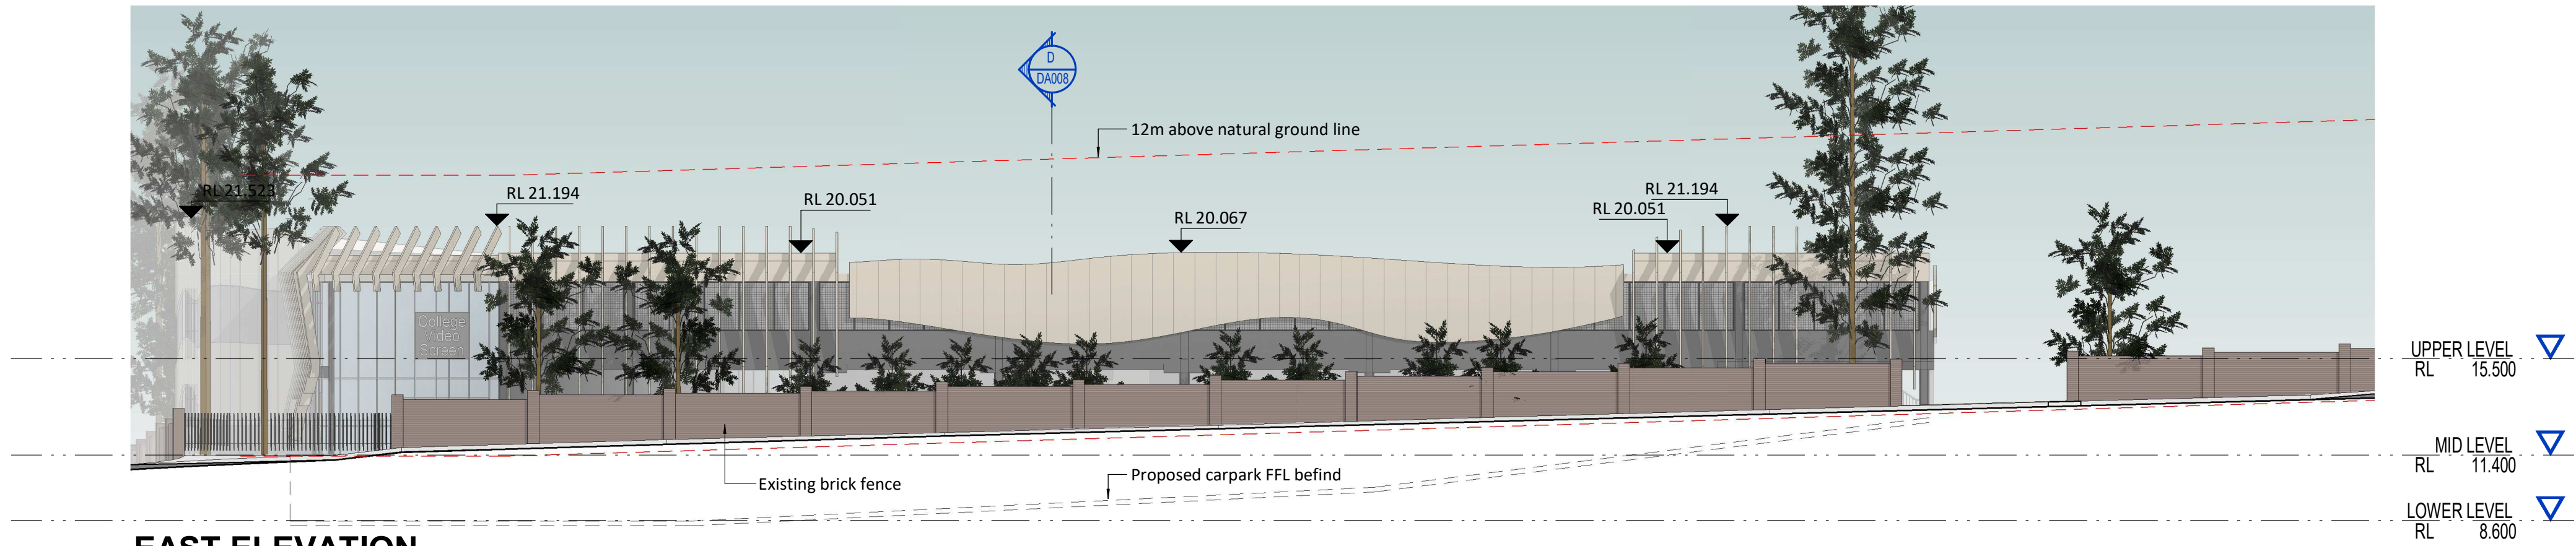 D
DA008
12m above natural ground line
RL 21.523
RL 21.194
RL 20.051
RL 20.067
RL 20.051
RL 21.194
College
Video
Screen
UPPER LEVEL
RL 15.500
MID LEVEL
RL 11.400
Existing brick fence
Proposed carpark FFL befind
LOWER LEVEL
RL 8.600
EAST ELEVATION